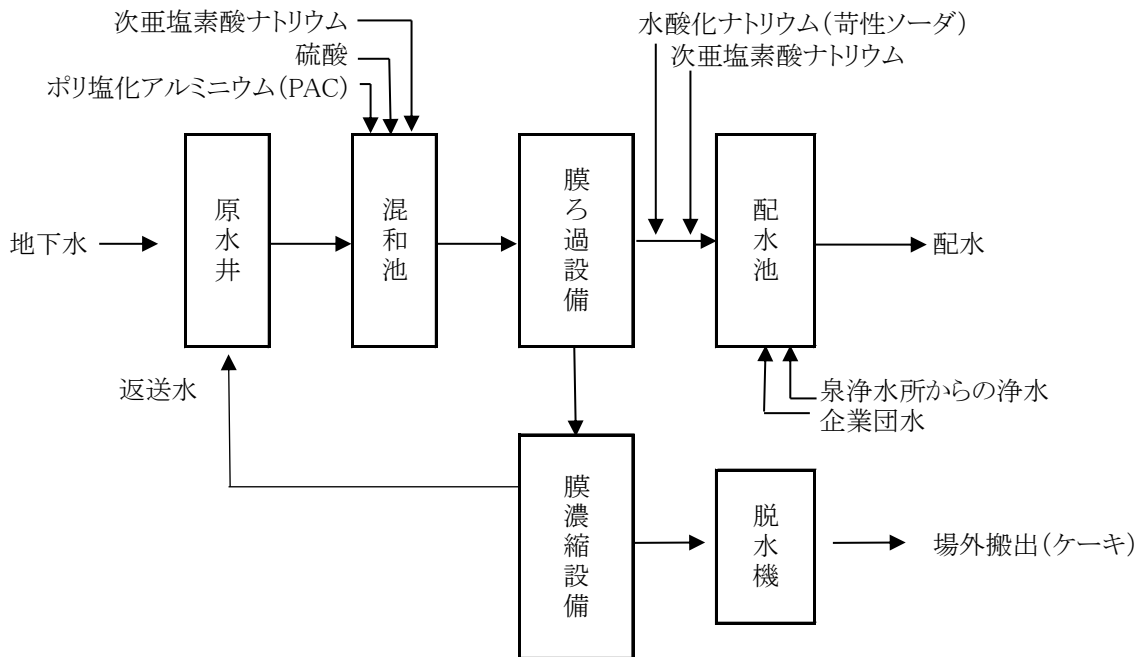 次亜塩素酸ナトリウム
硫酸
ポリ塩化アルミニウム(PAC)
水酸化ナトリウム(苛性ソーダ)
次亜塩素酸ナトリウム
地下水
原水井
混和池
膜ろ過設備
配水池
配水
返送水
泉浄水所からの浄水
企業団水
膜濃縮設備
脱水機
場外搬出(ケーキ)